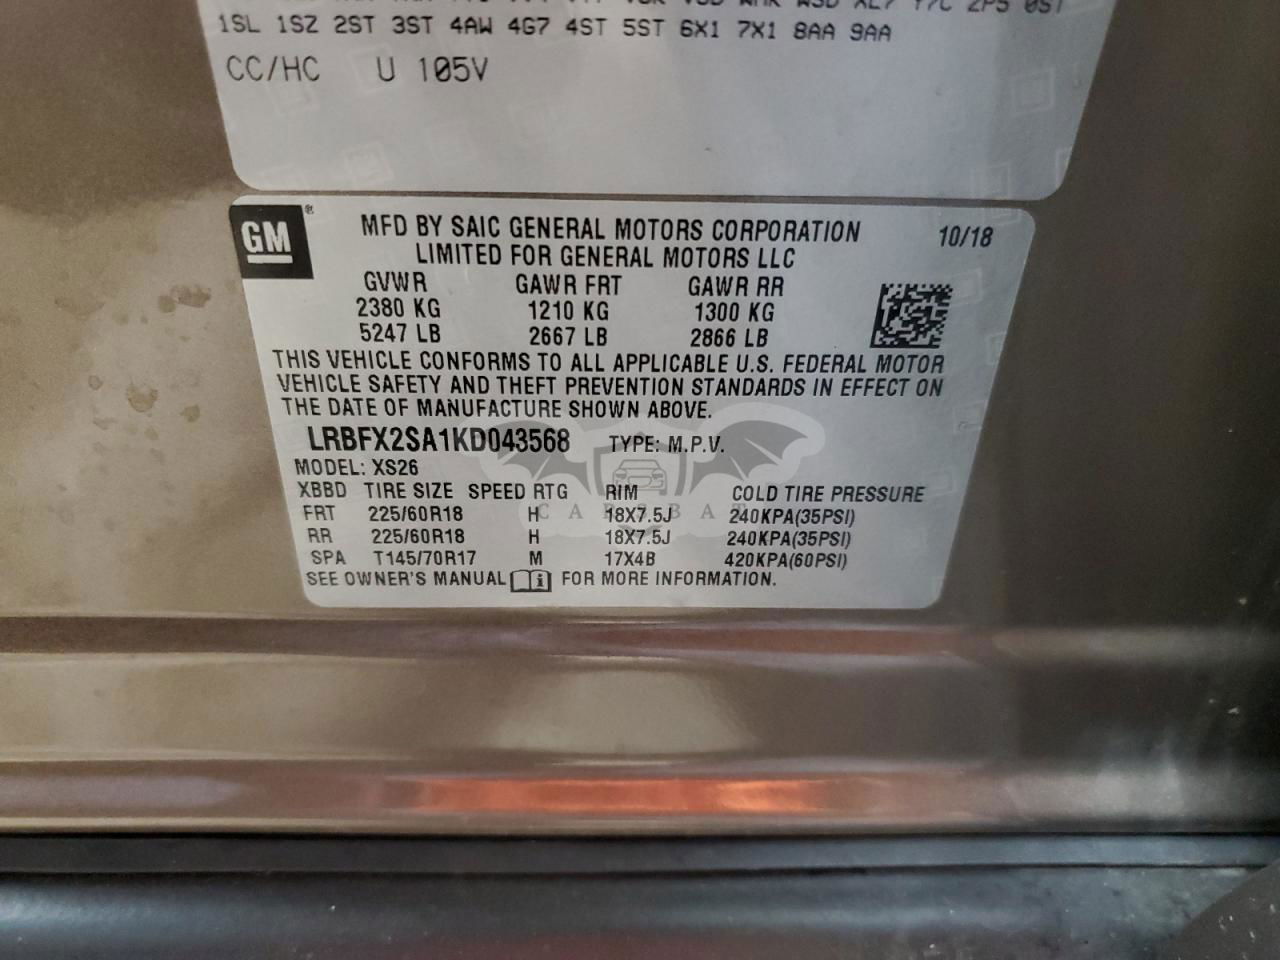 1SL 1SZ 2ST 3ST 4AW 4G7 4ST 5ST 6X1 7X1 8AA 9AA
CC/HC U 105V
GM ® MFD BY SAIC GENERAL MOTORS CORPORATION 10/18
LIMITED FOR GENERAL MOTORS LLC
GVWR GAWR FRT GAWR RR
2380 KG 1210 KG 1300 KG
5247 LB 2667 LB 2866 LB
THIS VEHICLE CONFORMS TO ALL APPLICABLE U.S. FEDERAL MOTOR
VEHICLE SAFETY AND THEFT PREVENTION STANDARDS IN EFFECT ON
THE DATE OF MANUFACTURE SHOWN ABOVE.
LRBFX2SA1KD043568 TYPE: M.P.V.
MODEL: XS26
XBBD TIRE SIZE SPEED RTG RIM COLD TIRE PRESSURE
FRT 225/60R18 H 18X7.5J 240KPA(35PSI)
RR 225/60R18 H 18X7.5J 240KPA(35PSI)
SPA T145/70R17 M 17X4B 420KPA(60PSI)
SEE OWNER'S MANUAL i FOR MORE INFORMATION.